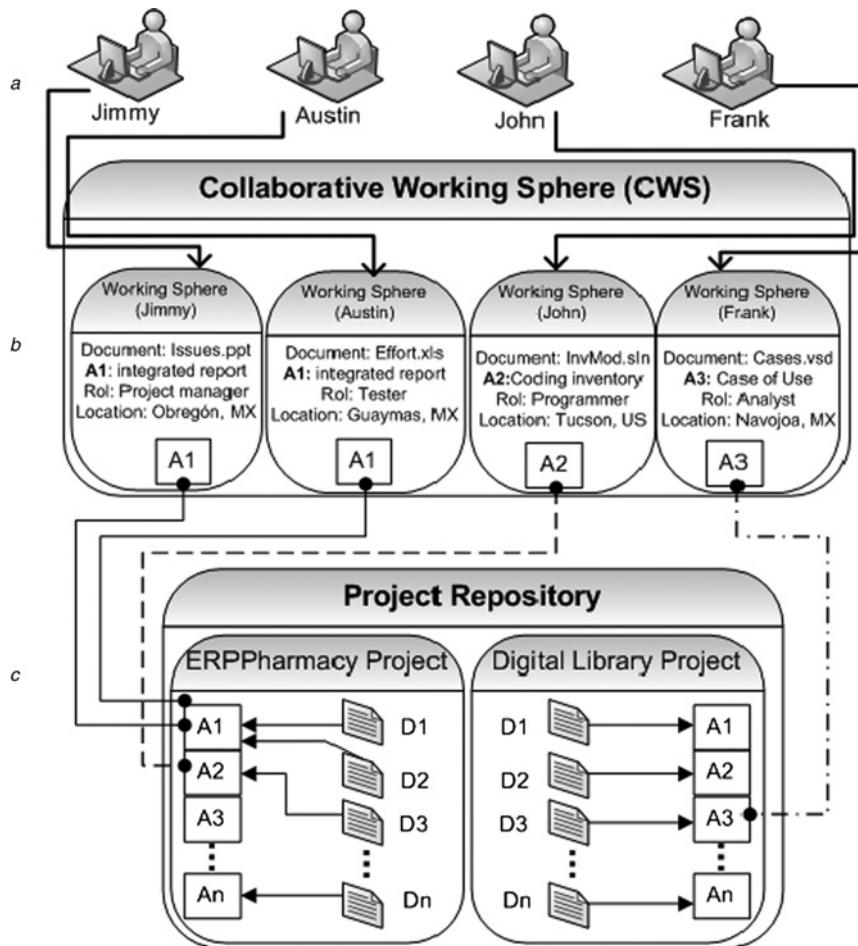 a
Jimmy
Austin
John
Frank
Collaborative Working Sphere (CWS)
b
Working Sphere
(Jimmy)
Document: Issues.ppt
A1: integrated report
Rol: Project manager
Location: Obregón, MX
A1
Working Sphere
(Austin)
Document: Effort.xls
A1: integrated report
Rol: Tester
Location: Guaymas, MX
A1
Working Sphere
(John)
Document: InvMod.sln
A2:Coding inventory
Rol: Programmer
Location: Tucson, US
A2
Working Sphere
(Frank)
Document: Cases.vsd
A3: Case of Use
Rol: Analyst
Location: Navojoa, MX
A3
Project Repository
c
ERPPharmacy Project
A1
D1
A2
D2
A3
D3
An
Dn
Digital Library Project
D1
A1
D2
A2
D3
A3
Dn
An